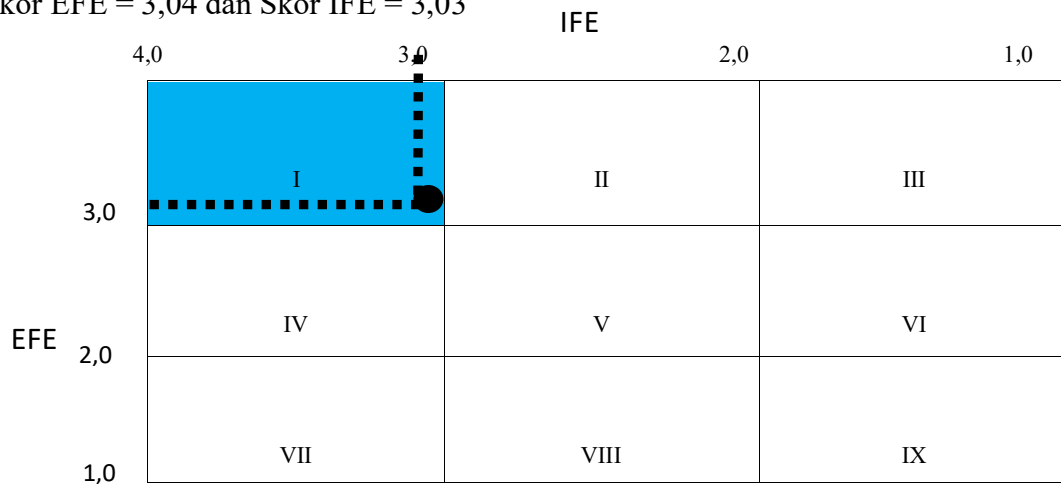 kor EFE = 3,04 dan Skor IFE = 3,03
IFE
4,0 3,0 2,0 1,0
I II III
3,0
IV V VI
EFE 2,0
VII VIII IX
1,0